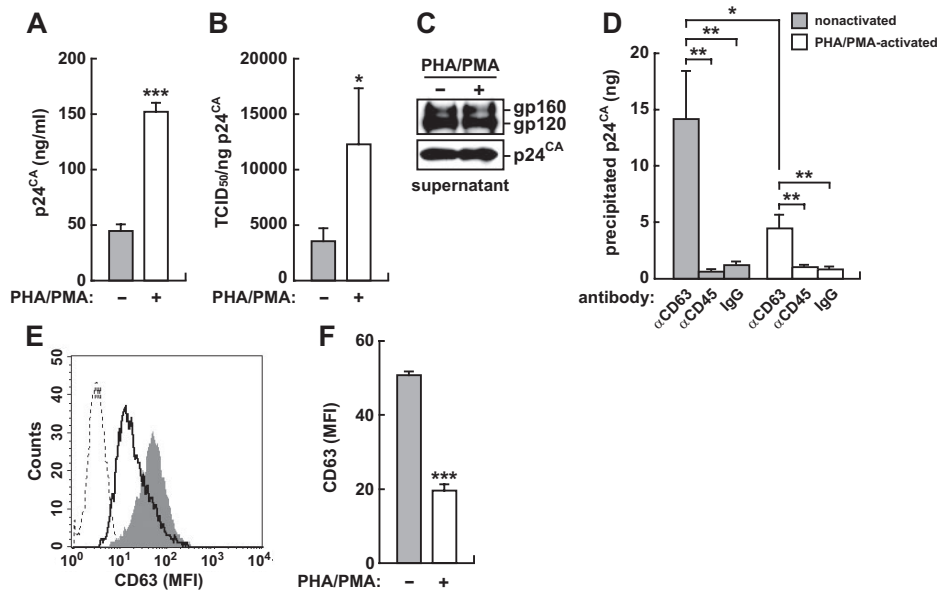 A
p24CA (ng/ml)
200
150
100
50
0
***
PHA/PMA: − +
B
TCID50/ng p24CA
20000
15000
10000
5000
0
*
PHA/PMA: − +
C
PHA/PMA
− +
gp160
gp120
p24CA
supernatant
D
nonactivated
PHA/PMA-activated
precipitated p24CA (ng)
20
15
10
5
0
*
**
**
**
**
antibody: αCD63 αCD45 IgG αCD63 αCD45 IgG
E
Counts
50
40
30
20
10
0
10^0 10^1 10^2 10^3 10^4.
CD63 (MFI)
F
CD63 (MFI)
60
40
20
0
***
PHA/PMA: − +